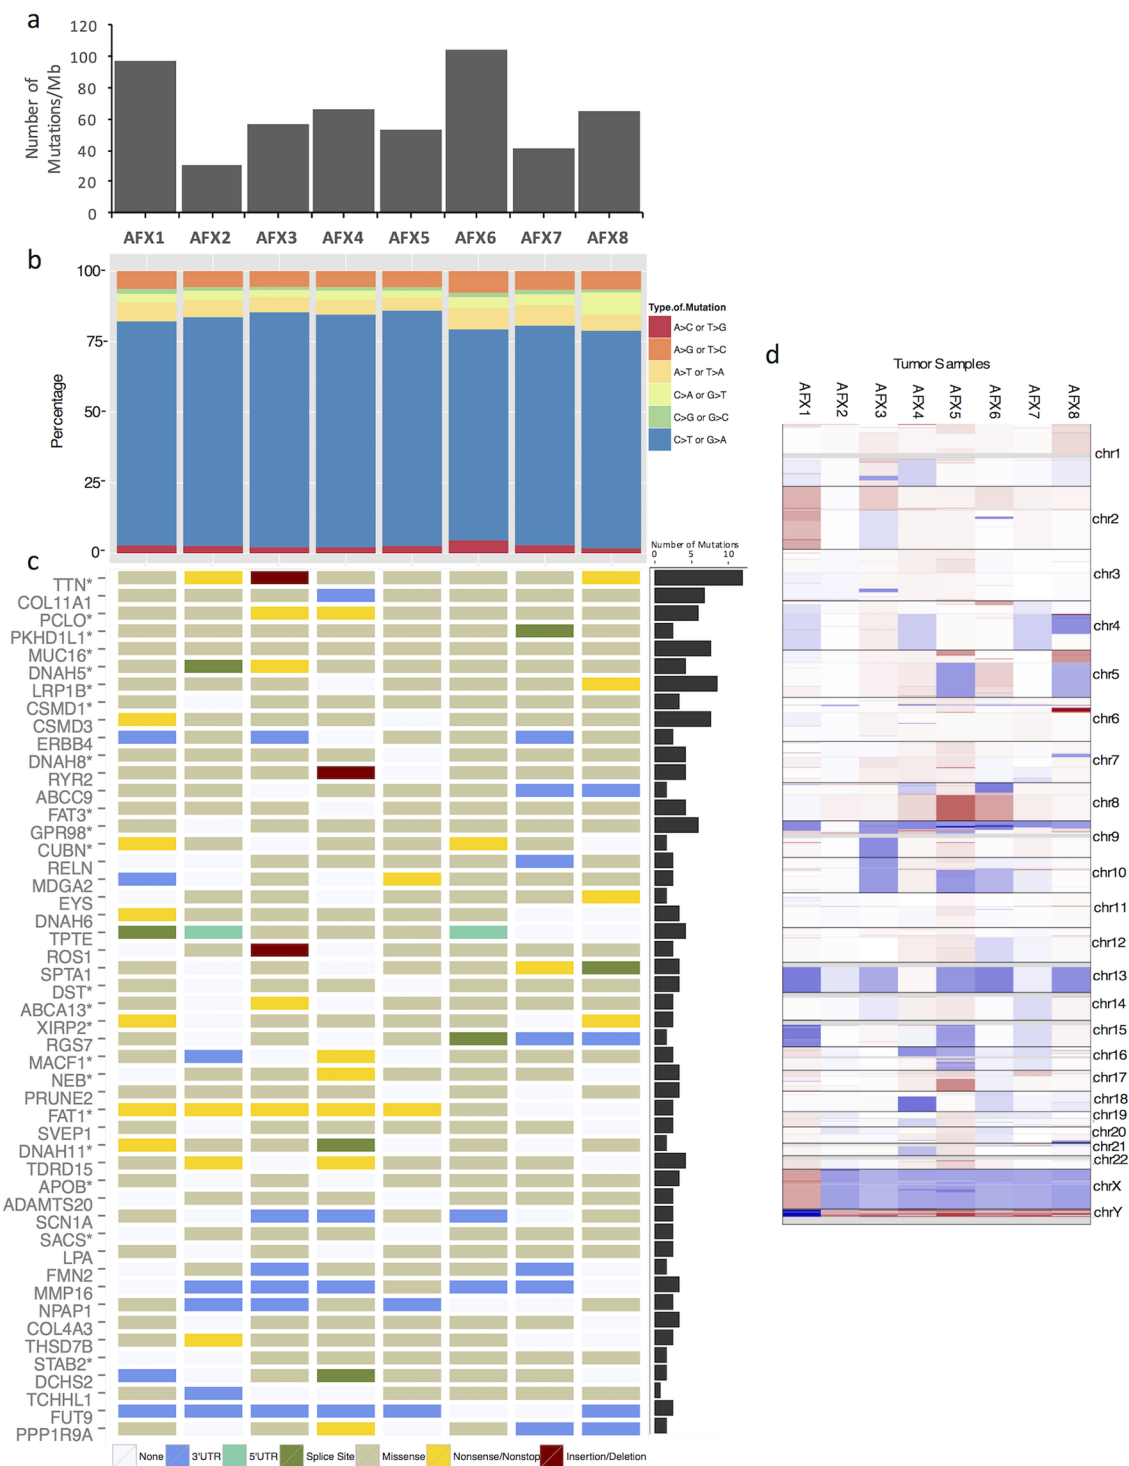 a
Number of
Mutations/Mb
120
100
80
60
40
20
0
AFX1 AFX2 AFX3 AFX4 AFX5 AFX6 AFX7 AFX8
b
Percentage
100-
75-
50-
25-
0-
Type.of.Mutation
A>C or T>G
A>G or T>C
A>T or T>A
C>A or G>T
C>G or G>C
C>T or G>A
c
Number of Mutations
0 5 10
TTN*
COL11A1
PCLO*
PKHD1L1*
MUC16*
DNAH5*
LRP1B*
CSMD1*
CSMD3
ERBB4
DNAH8*
RYR2
ABCC9
FAT3*
GPR98*
CUBN*
RELN
MDGA2
EYS
DNAH6
TPTE
ROS1
SPTA1
DST*
ABCA13*
XIRP2*
RGS7
MACF1*
NEB*
PRUNE2
FAT1*
SVEP1
DNAH11*
TDRD15
APOB*
ADAMTS20
SCN1A
SACS*
LPA
FMN2
MMP16
NPAP1
COL4A3
THSD7B
STAB2*
DCHS2
TCHHL1
FUT9
PPP1R9A
None 3'UTR 5'UTR Splice Site Missense Nonsense/Nonstop Insertion/Deletion
d
Tumor Samples
AFX1 AFX2 AFX3 AFX4 AFX5 AFX6 AFX7 AFX8
chr1
chr2
chr3
chr4
chr5
chr6
chr7
chr8
chr9
chr10
chr11
chr12
chr13
chr14
chr15
chr16
chr17
chr18
chr19
chr20
chr21
chr22
chrX
chrY